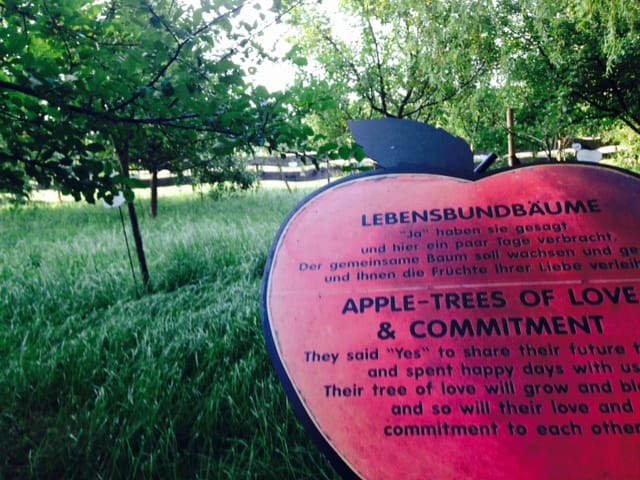 LEBENSBUNDBÄUME
"Ja" haben sie gesagt
und hier ein paar Tage verbracht.
Der gemeinsame Baum soll wachsen und
und Ihnen die Früchte Ihrer Liebe
APPLE-TREES OF LOVE
& COMMITMENT
They said "Yes" to share their future
and spent happy days with us
Their tree of love will grow and
and so will their love and
commitment to each other